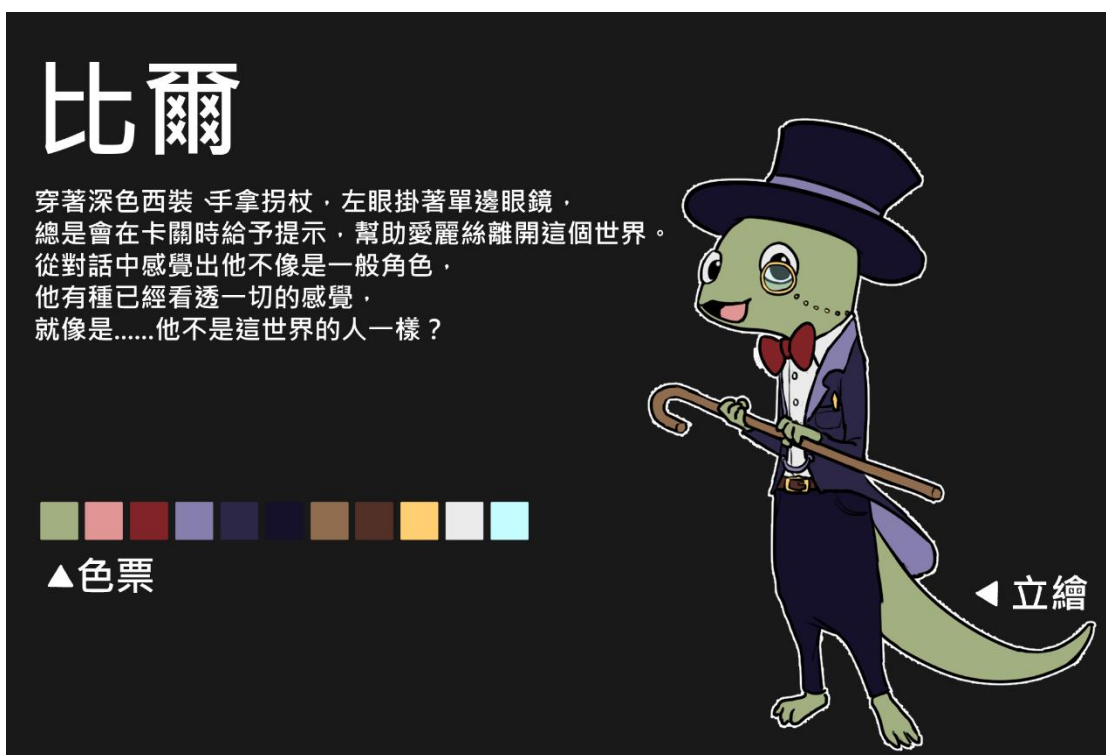 比爾
穿著深色西裝、手拿拐杖，左眼掛著單邊眼鏡，
總是會在卡關時給予提示，幫助愛麗絲離開這個世界。
從對話中感覺出他不像是一般角色，
他有種已經看透一切的感覺，
就像是......他不是這世界的人一樣？
▲色票
◀立繪